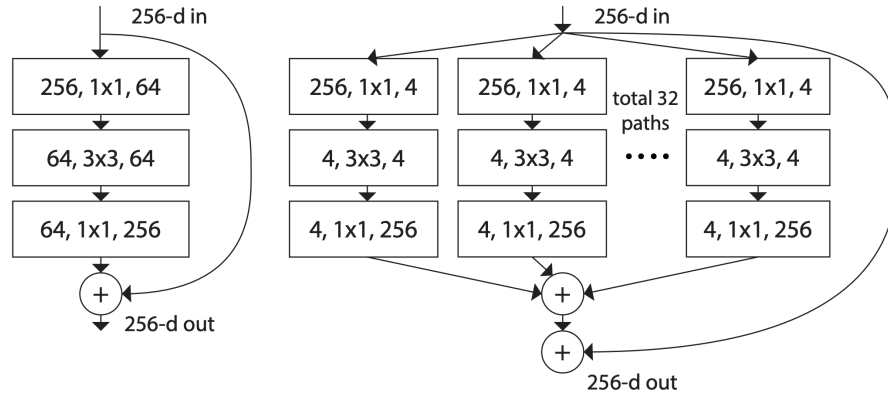 256-d in
256, 1x1, 64
64, 3x3, 64
64, 1x1, 256
+
256-d out
256-d in
256, 1x1, 4
256, 1x1, 4
total 32
paths
256, 1x1, 4
4, 3x3, 4
4, 3x3, 4
....
4, 3x3, 4
4, 1x1, 256
4, 1x1, 256
4, 1x1, 256
+
+
256-d out